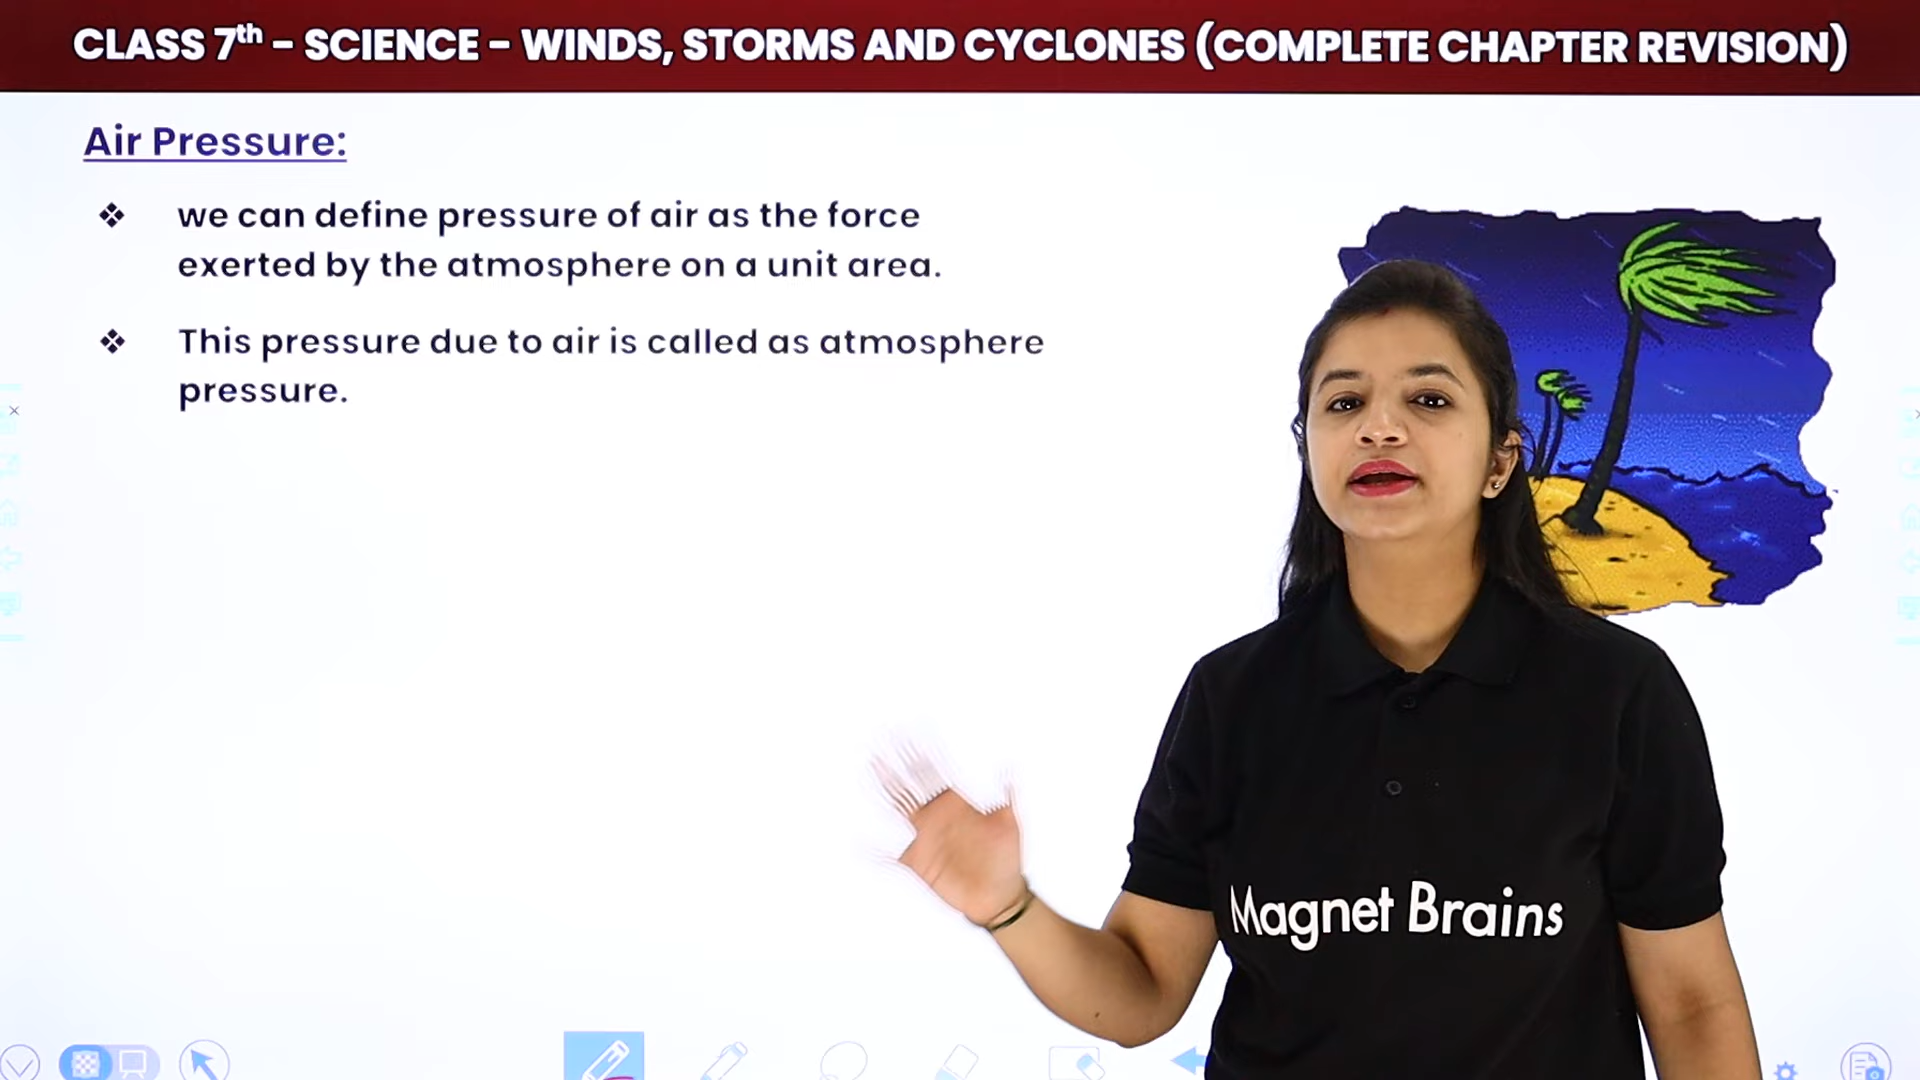 CLASS 7th - SCIENCE - WINDS, STORMS AND CYCLONES (COMPLETE CHAPTER REVISION)
Air Pressure:
❖ we can define pressure of air as the force
exerted by the atmosphere on a unit area.
❖ This pressure due to air is called as atmosphere
pressure.
Magnet Brains